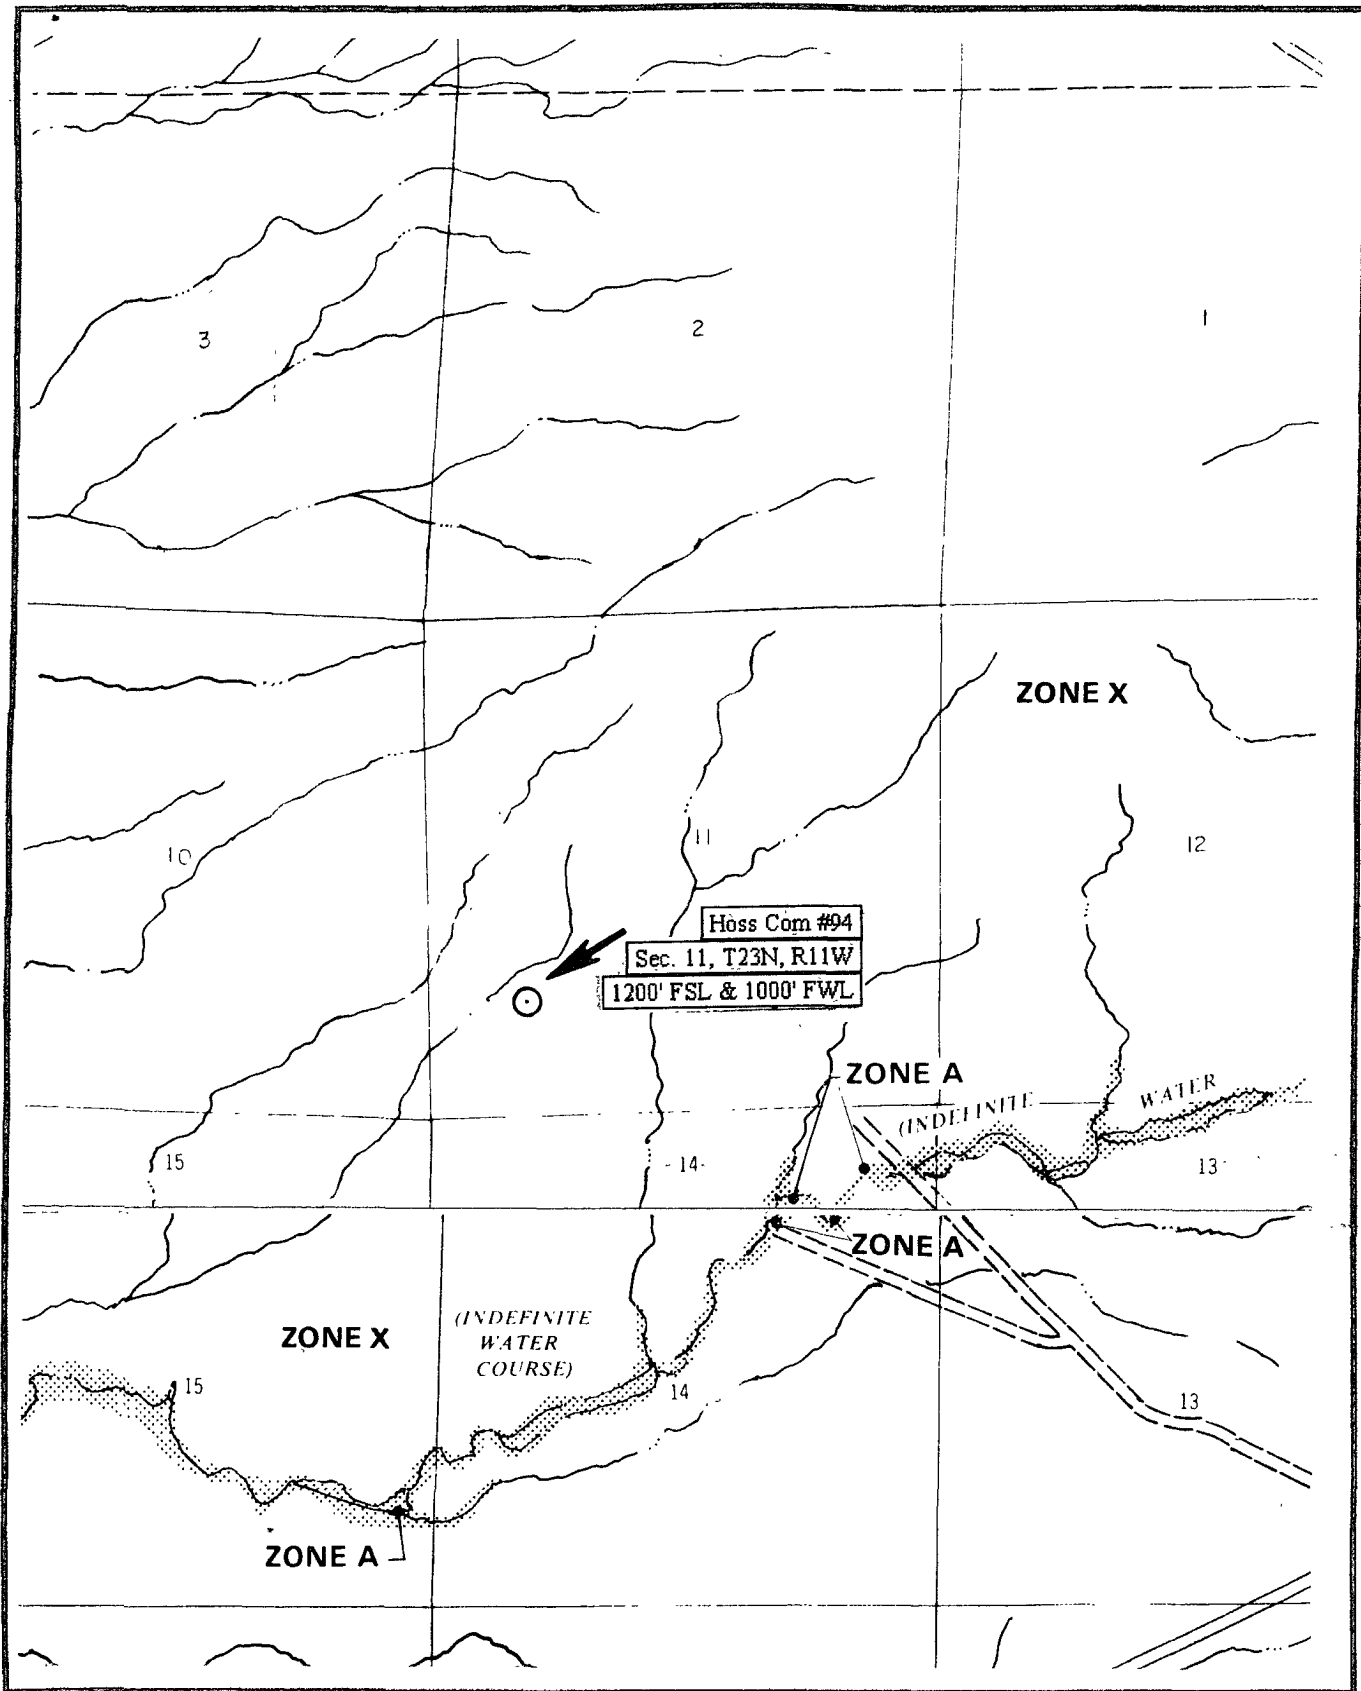 3
2
1
ZONE X
10
11
12
Hoss Com #94
Sec. 11, T23N, R11W
1200' FSL & 1000' FWL
ZONE A
(INDEFINITE WATER
15
-14-
13
ZONE A
(INDEFINITE
WATER
COURSE)
ZONE X
15
14
13
ZONE A